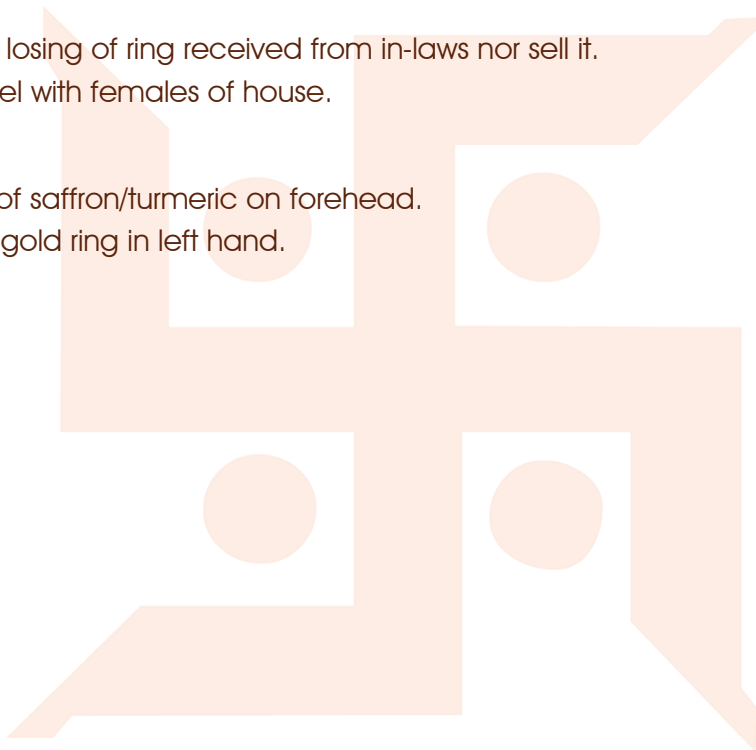 losing of ring received from in-laws nor sell it.
el with females of house.
of saffron/turmeric on forehead.
gold ring in left hand.